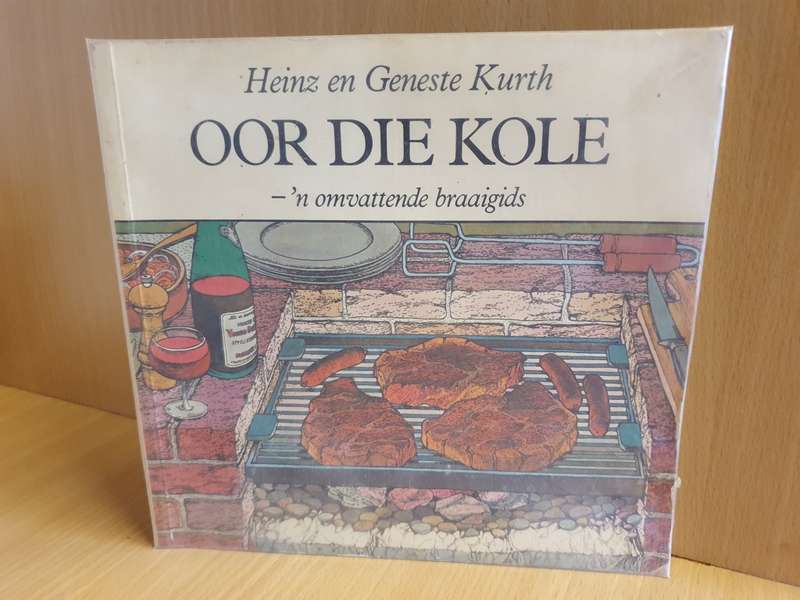 Heinz en Geneste Kurth
OOR DIE KOLE
– 'n omvattende braaigids